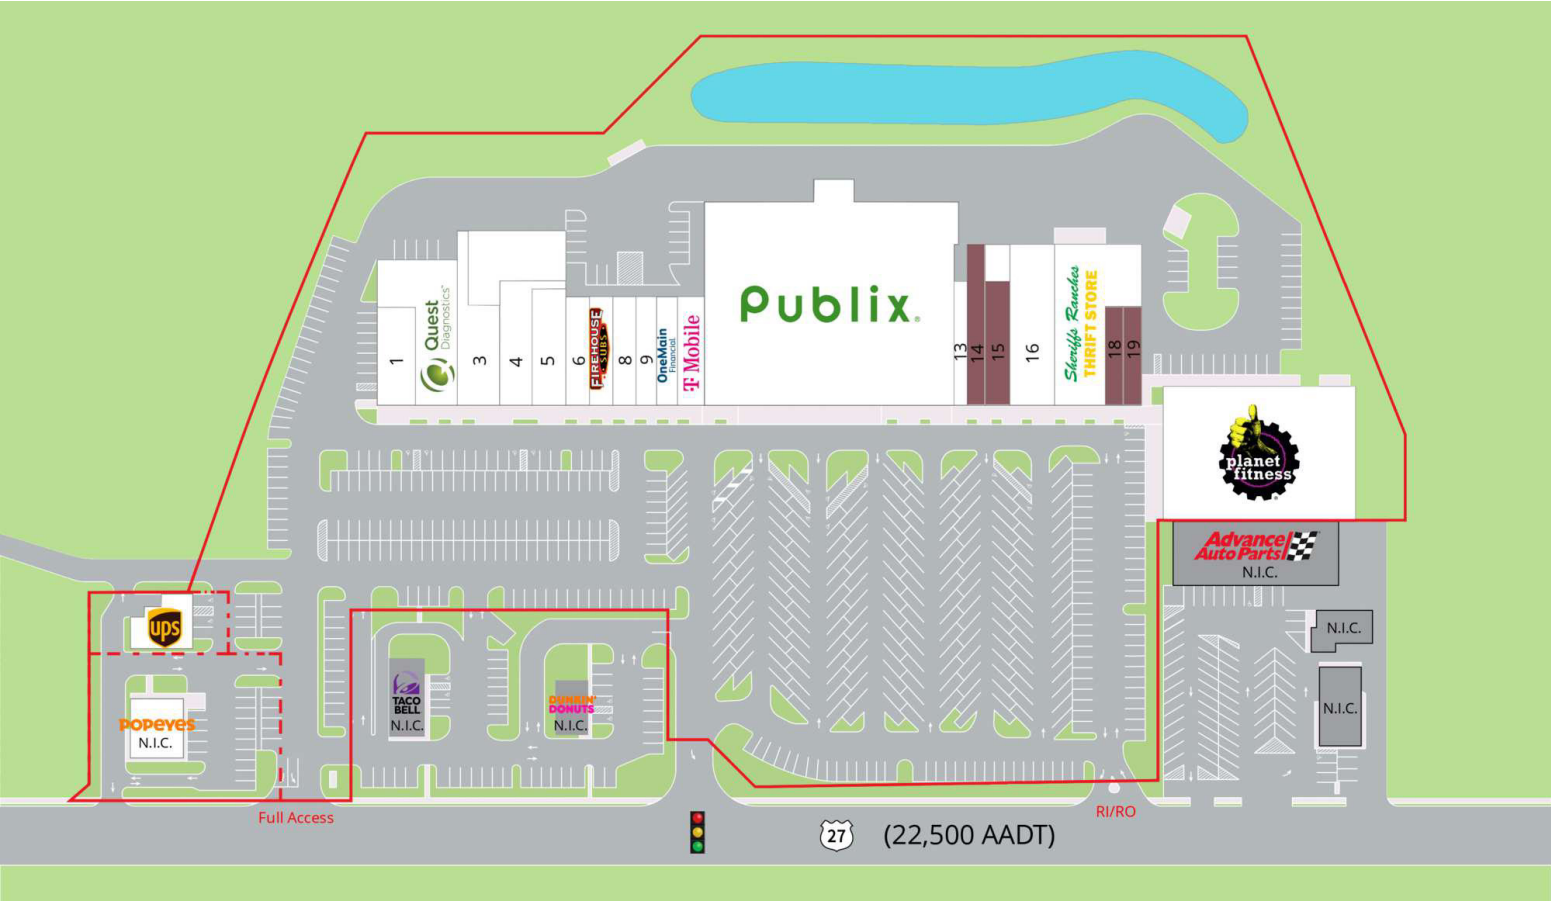 1
Quest
Diagnostics
3
4
5
6
FIREHOUSE
SUBS
8
9
OneMain
Financial
T Mobile
Publix
13
14
15
16
Sheriffs Ranches
THRIFT STORE
18
19
planet
fitness
Advance
Auto Parts
N.I.C.
N.I.C.
N.I.C.
ups
POPEYES
N.I.C.
TACO
BELL
N.I.C.
DUNKIN'
DONUTS
N.I.C.
Full Access
RI/RO
27 (22,500 AADT)